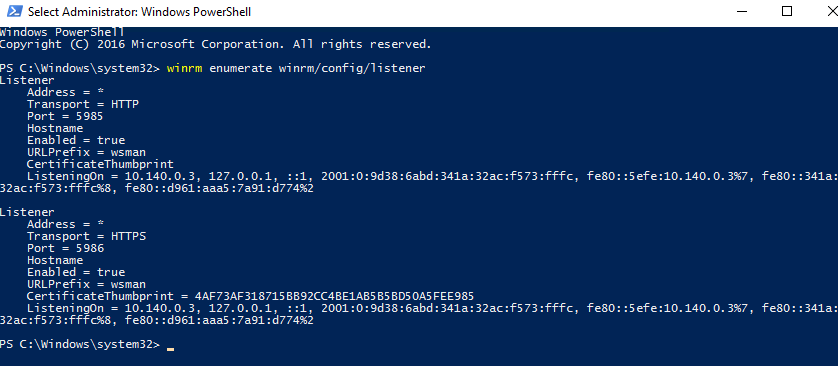 Select Administrator: Windows PowerShell
Windows PowerShell
Copyright (C) 2016 Microsoft Corporation. All rights reserved.
PS C:\Windows\system32> winrm enumerate winrm/config/listener
Listener
    Address = *
    Transport = HTTP
    Port = 5985
    Hostname
    Enabled = true
    URLPrefix = wsman
    CertificateThumbprint
    ListeningOn = 10.140.0.3, 127.0.0.1, ::1, 2001:0:9d38:6abd:341a:32ac:f573:fffc, fe80::5efe:10.140.0.3%7, fe80::341a:
32ac:f573:fffc%8, fe80::d961:aaa5:7a91:d774%2
Listener
    Address = *
    Transport = HTTPS
    Port = 5986
    Hostname
    Enabled = true
    URLPrefix = wsman
    CertificateThumbprint = 4AF73AF318715BB92CC4BE1AB5B5BD50A5FEE985
    ListeningOn = 10.140.0.3, 127.0.0.1, ::1, 2001:0:9d38:6abd:341a:32ac:f573:fffc, fe80::5efe:10.140.0.3%7, fe80::341a:
32ac:f573:fffc%8, fe80::d961:aaa5:7a91:d774%2
PS C:\Windows\system32>